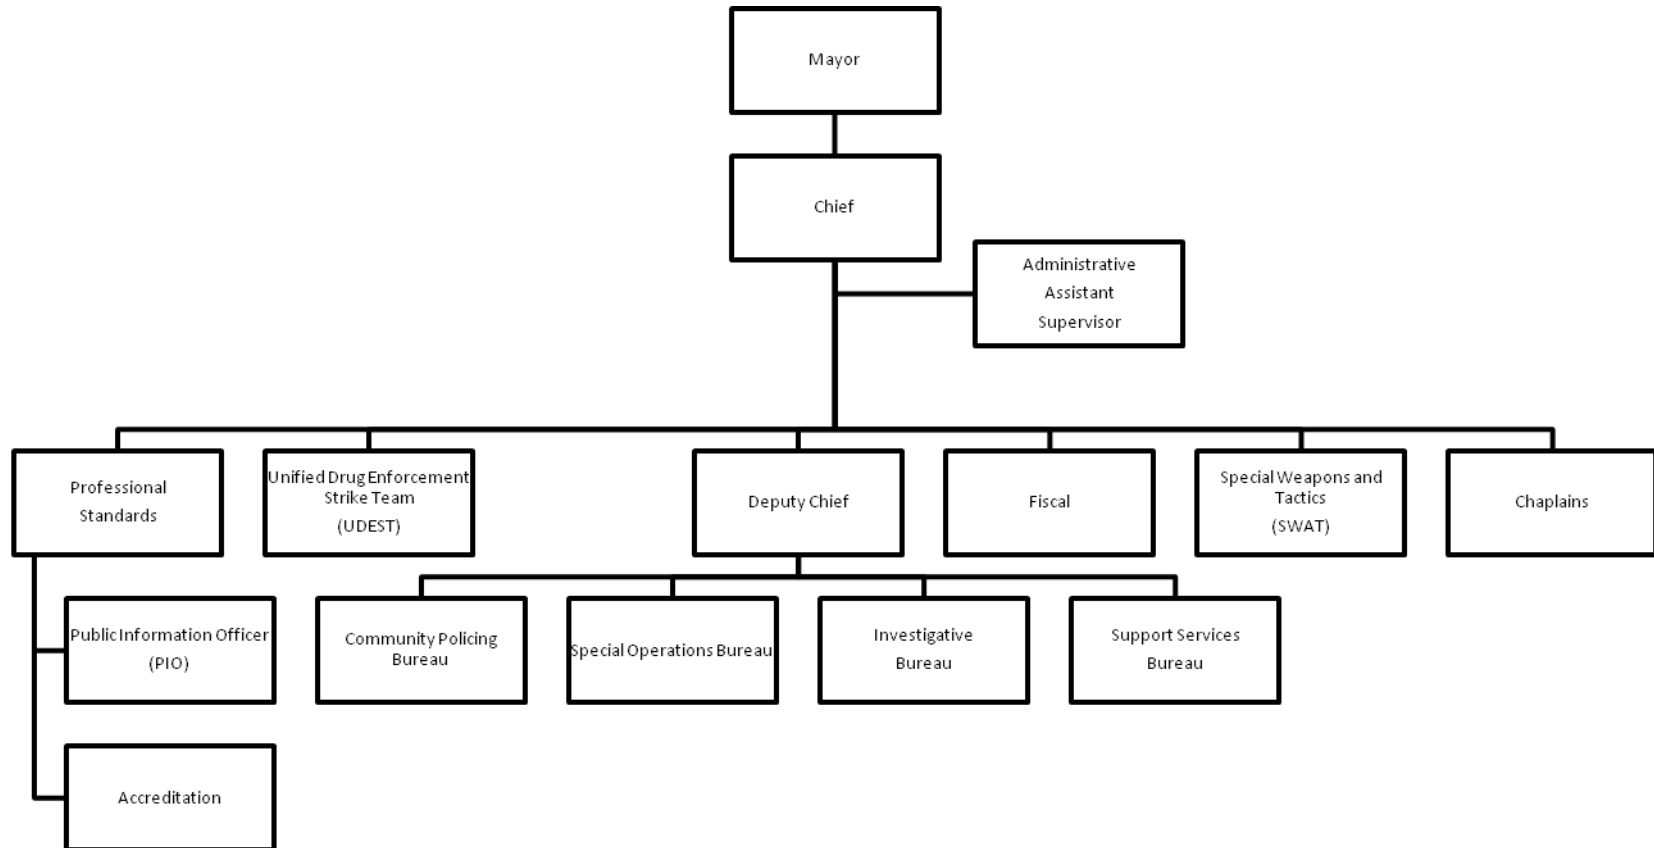 Mayor
Chief
Administrative
Assistant
Supervisor
Professional
Standards
Unified Drug Enforcement
Strike Team
(UDEST)
Deputy Chief
Fiscal
Special Weapons and
Tactics
(SWAT)
Chaplains
Public Information Officer
(PIO)
Community Policing
Bureau
Special Operations Bureau
Investigative
Bureau
Support Services
Bureau
Accreditation